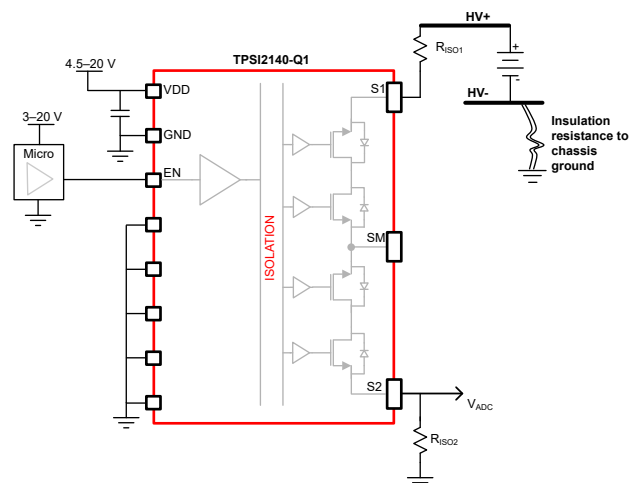 HV+
TPSI2140-Q1
RISO1
4.5–20 V
+
-
VDD
S1
HV-
3–20 V
GND
Insulation
resistance to
chassis
ground
Micro
EN
ISOLATION
SM
S2
VADC
RISO2